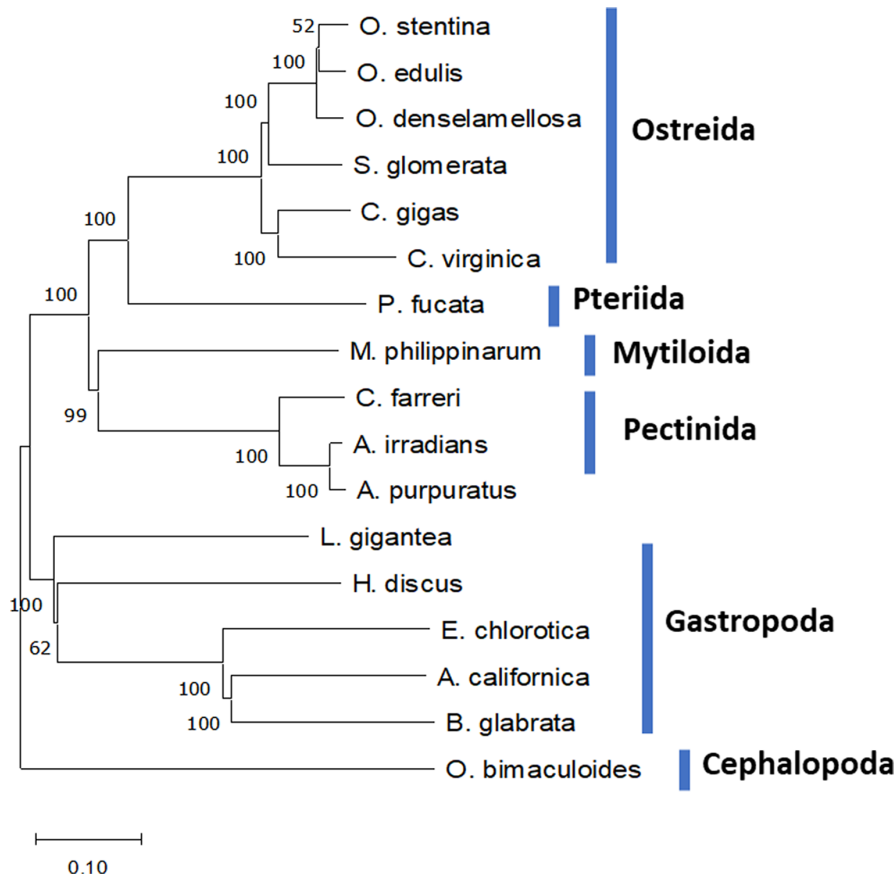 52
O. stentina
100
O. edulis
100
O. denselamellosa
Ostreida
100
S. glomerata
100
C. gigas
100
C. virginica
100
P. fucata
Pteriida
M. philippinarum
Mytiloida
99
C. farreri
100
A. irradians
Pectinida
100
A. purpuratus
L. gigantea
100
H. discus
62
E. chlorotica
Gastropoda
100
A. californica
100
B. glabrata
O. bimaculoides
Cephalopoda
0.10